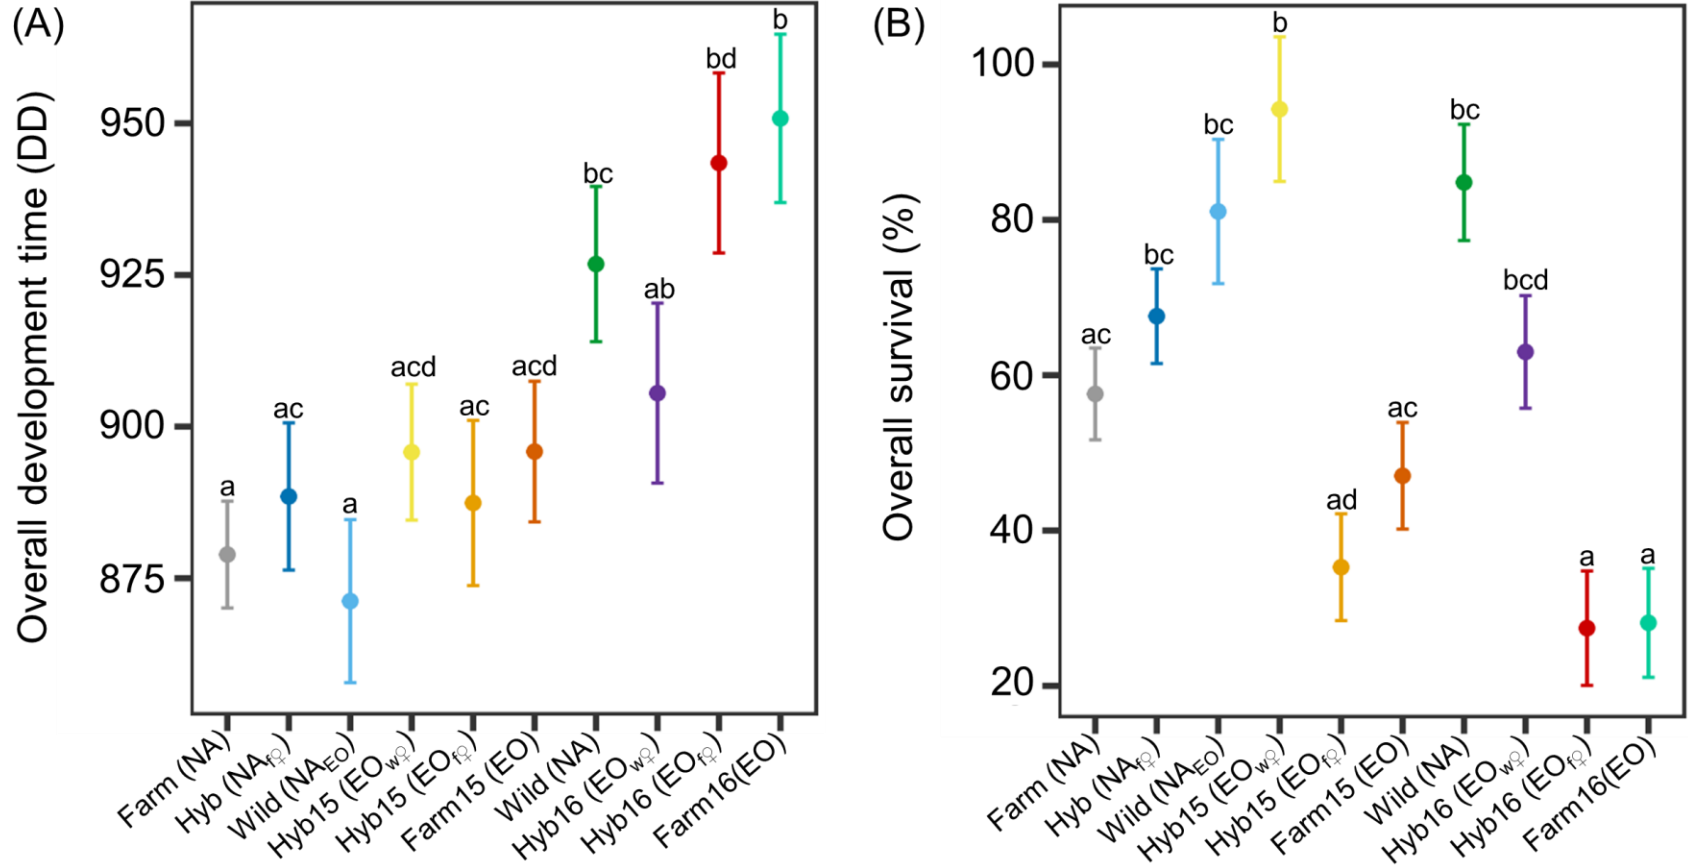 (A)
Overall development time (DD)
950
925
900
875
a
ac
a
acd
ac
acd
bc
ab
bd
b
Farm (NA)
Hyb (NAf♀)
Wild (NAEO)
Hyb15 (EOw♀)
Hyb15 (EOf♀)
Farm15 (EO)
Wild (NA)
Hyb16 (EOw♀)
Hyb16 (EOf♀)
Farm16(EO)
(B)
Overall survival (%)
100
80
60
40
20
ac
bc
bc
b
ad
ac
bc
bcd
a
a
Farm (NA)
Hyb (NAf♀)
Wild (NAEO)
Hyb15 (EOw♀)
Hyb15 (EOf♀)
Farm15 (EO)
Wild (NA)
Hyb16 (EOw♀)
Hyb16 (EOf♀)
Farm16(EO)